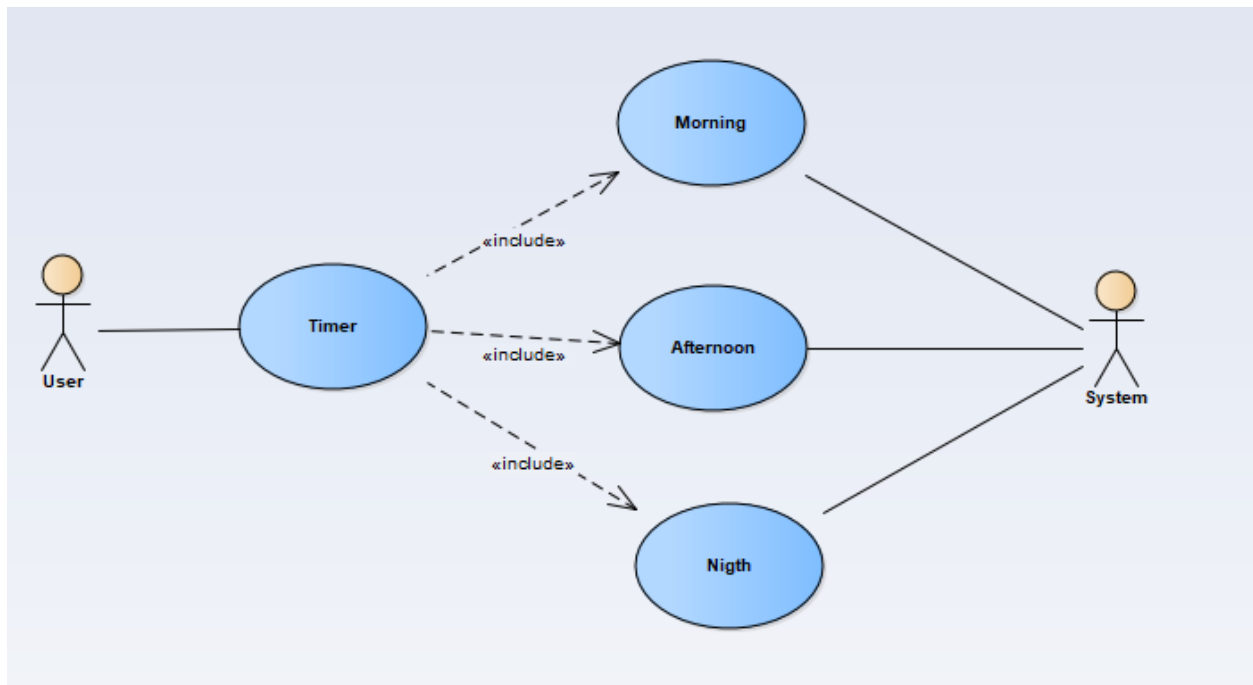 Morning
«include»
User
Timer
«include»
Afternoon
System
«include»
Nigth